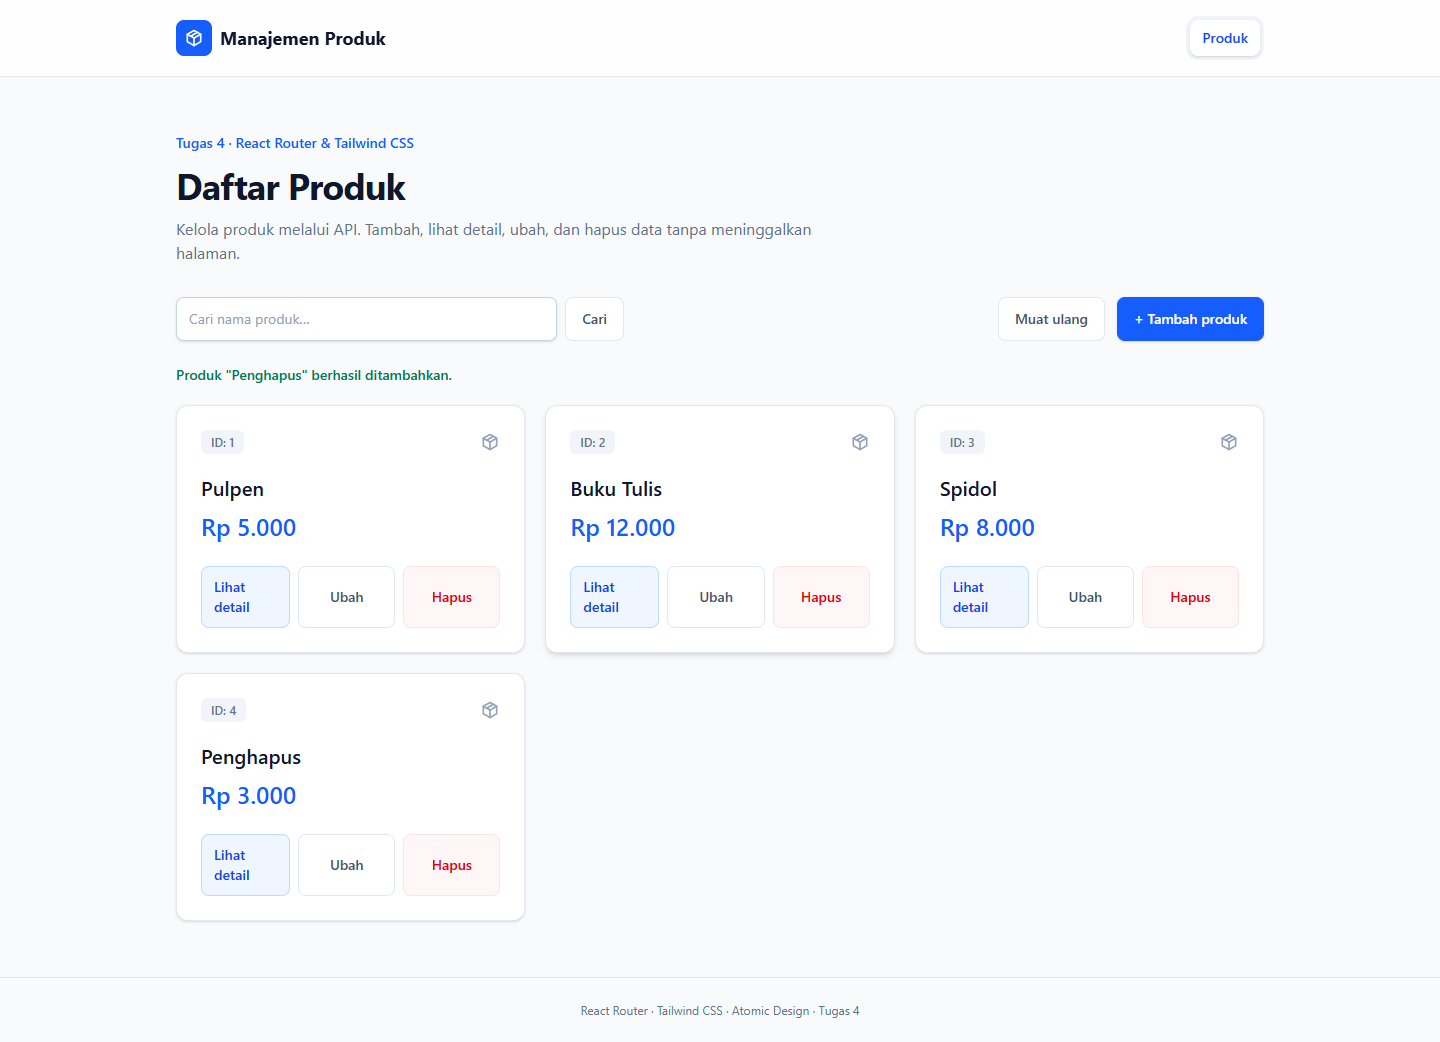 Manajemen Produk
Produk
Tugas 4 · React Router & Tailwind CSS
Daftar Produk
Kelola produk melalui API. Tambah, lihat detail, ubah, dan hapus data tanpa meninggalkan
halaman.
Cari nama produk...
Cari
Muat ulang
+ Tambah produk
Produk "Penghapus" berhasil ditambahkan.
ID: 1
Pulpen
Rp 5.000
Lihat
detail
Ubah
Hapus
ID: 2
Buku Tulis
Rp 12.000
Lihat
detail
Ubah
Hapus
ID: 3
Spidol
Rp 8.000
Lihat
detail
Ubah
Hapus
ID: 4
Penghapus
Rp 3.000
Lihat
detail
Ubah
Hapus
React Router · Tailwind CSS · Atomic Design · Tugas 4